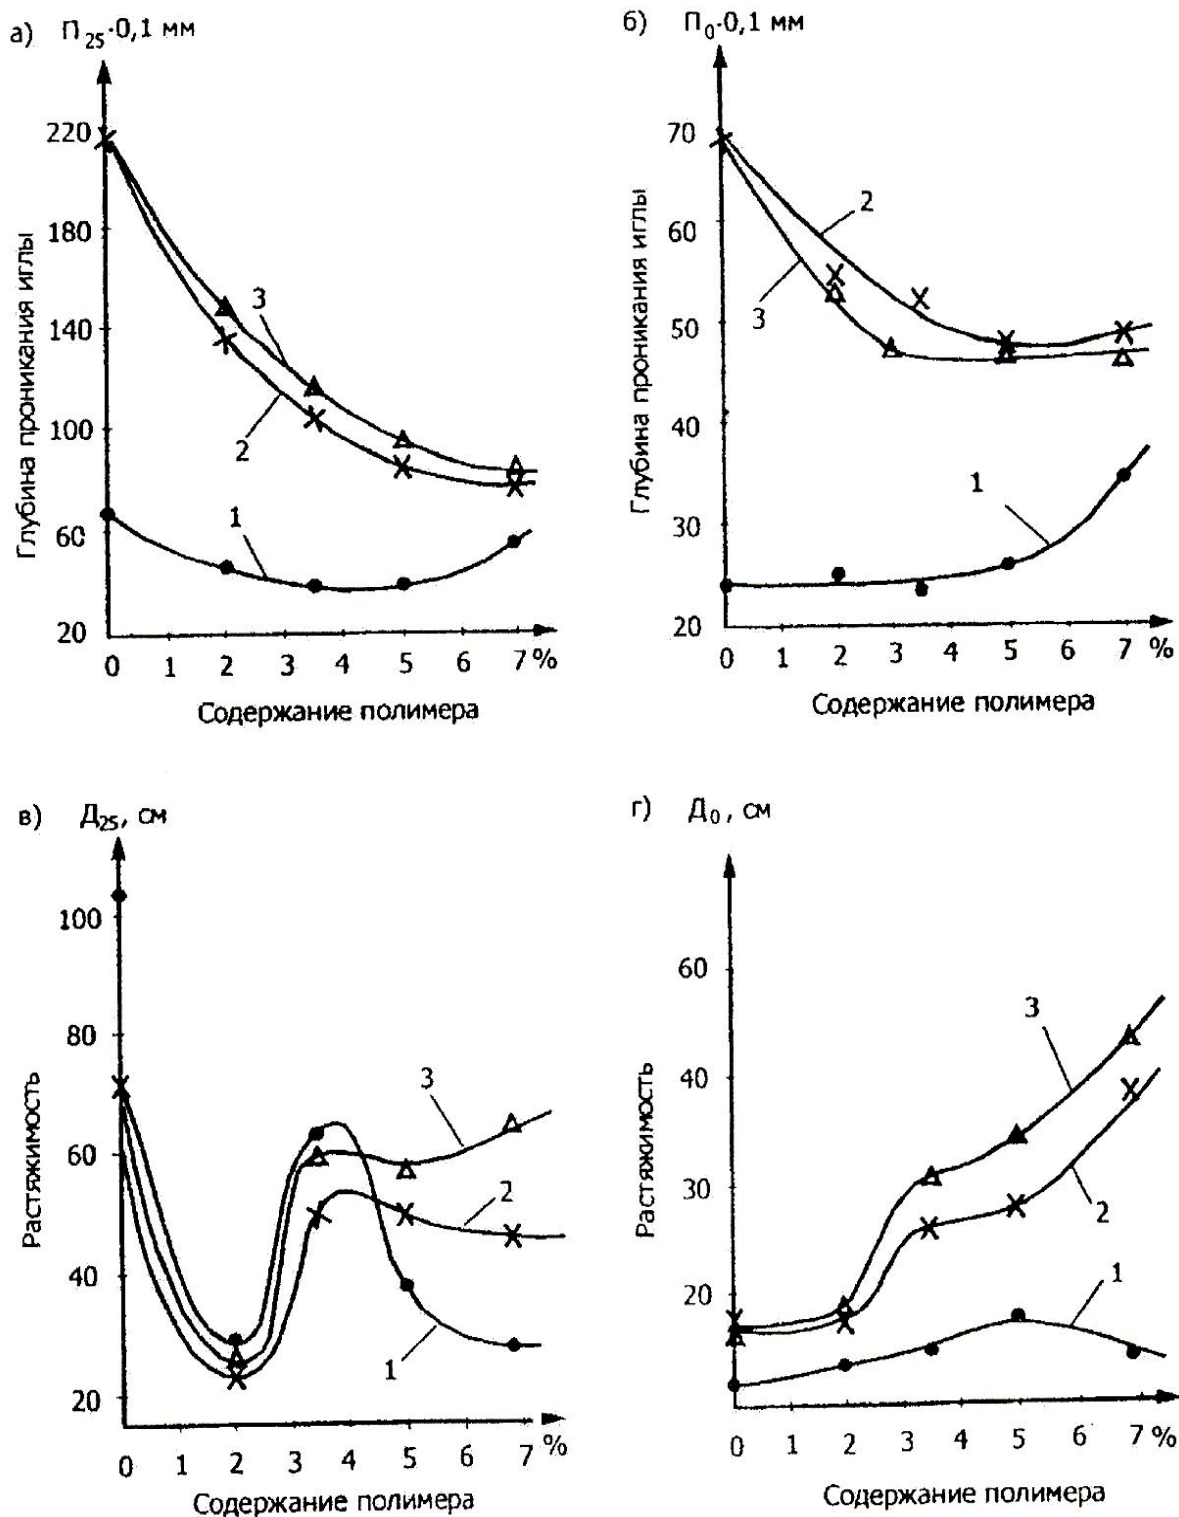 а) П25·0,1 мм
Глубина проникания иглы
220
180
140
100
60
20
3
2
1
0 1 2 3 4 5 6 7 %
Содержание полимера
б) П0·0,1 мм
Глубина проникания иглы
70
60
50
40
30
20
2
3
1
0 1 2 3 4 5 6 7 %
Содержание полимера
в) Д25, см
Растяжимость
100
80
60
40
20
3
2
1
0 1 2 3 4 5 6 7 %
Содержание полимера
г) Д0, см
Растяжимость
60
40
30
20
3
2
1
0 1 2 3 4 5 6 7 %
Содержание полимера